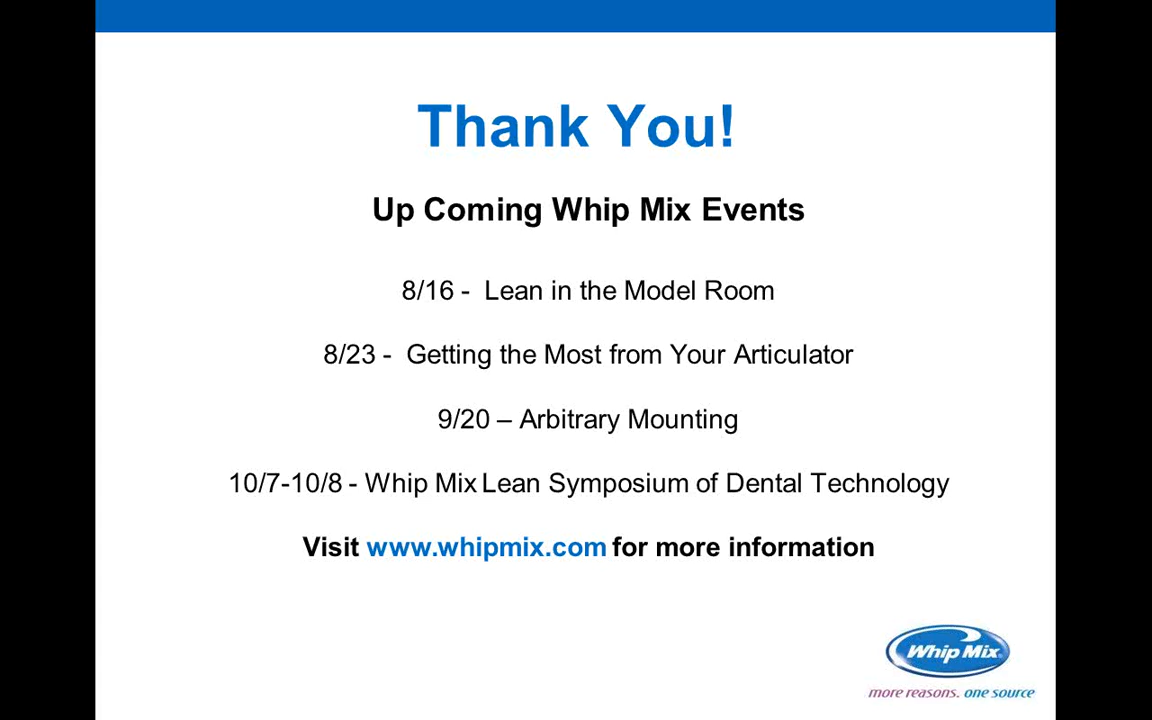 Thank You!
Up Coming Whip Mix Events
8/16 - Lean in the Model Room
8/23 - Getting the Most from Your Articulator
9/20 – Arbitrary Mounting
10/7-10/8 - Whip Mix Lean Symposium of Dental Technology
Visit www.whipmix.com for more information
Whip Mix®
more reasons. one source